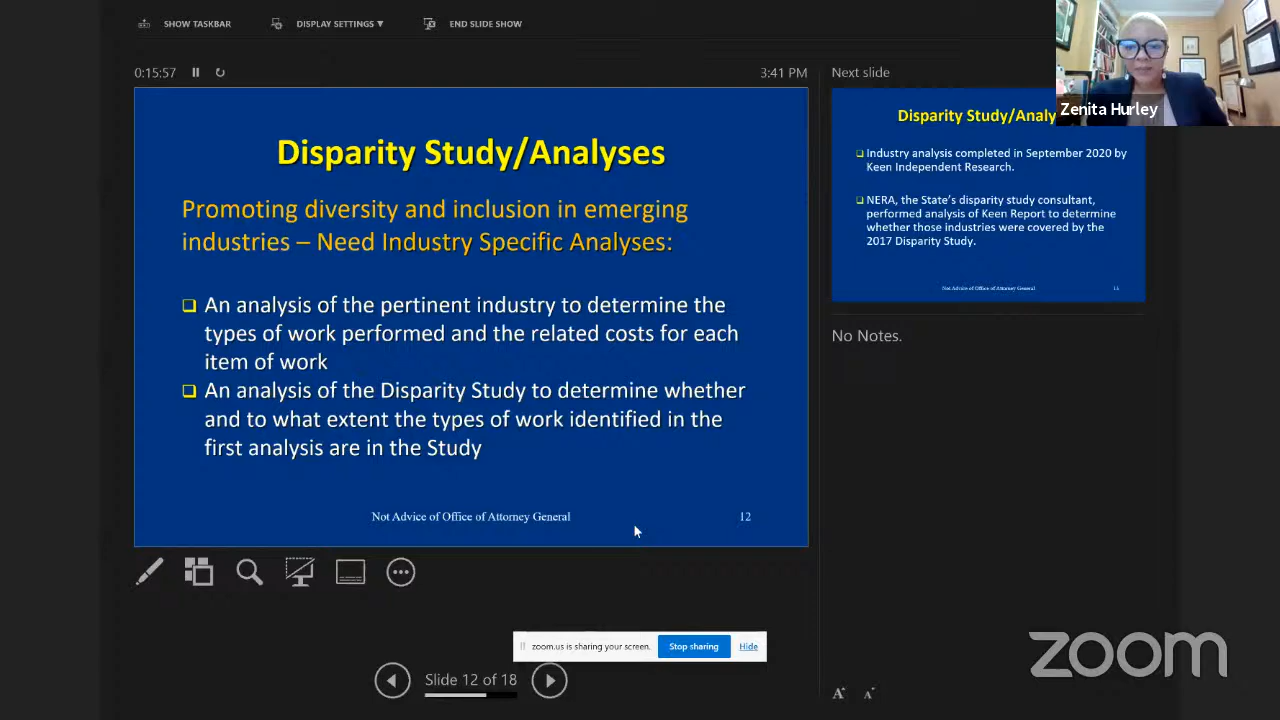 SHOW TASKBAR
DISPLAY SETTINGS ▼
END SLIDE SHOW
0:15:57
3:41 PM
Disparity Study/Analyses
Promoting diversity and inclusion in emerging
industries – Need Industry Specific Analyses:
An analysis of the pertinent industry to determine the
types of work performed and the related costs for each
item of work
An analysis of the Disparity Study to determine whether
and to what extent the types of work identified in the
first analysis are in the Study
Not Advice of Office of Attorney General
12
Next slide
Zenita Hurley
Disparity Study/Analy
Industry analysis completed in September 2020 by
Keen Independent Research.
NERA, the State's disparity study consultant,
performed analysis of Keen Report to determine
whether those industries were covered by the
2017 Disparity Study.
Not Advice of Office of Attorney General
No Notes.
zoom.us is sharing your screen.
Stop sharing
Hide
Slide 12 of 18
A A
zoom